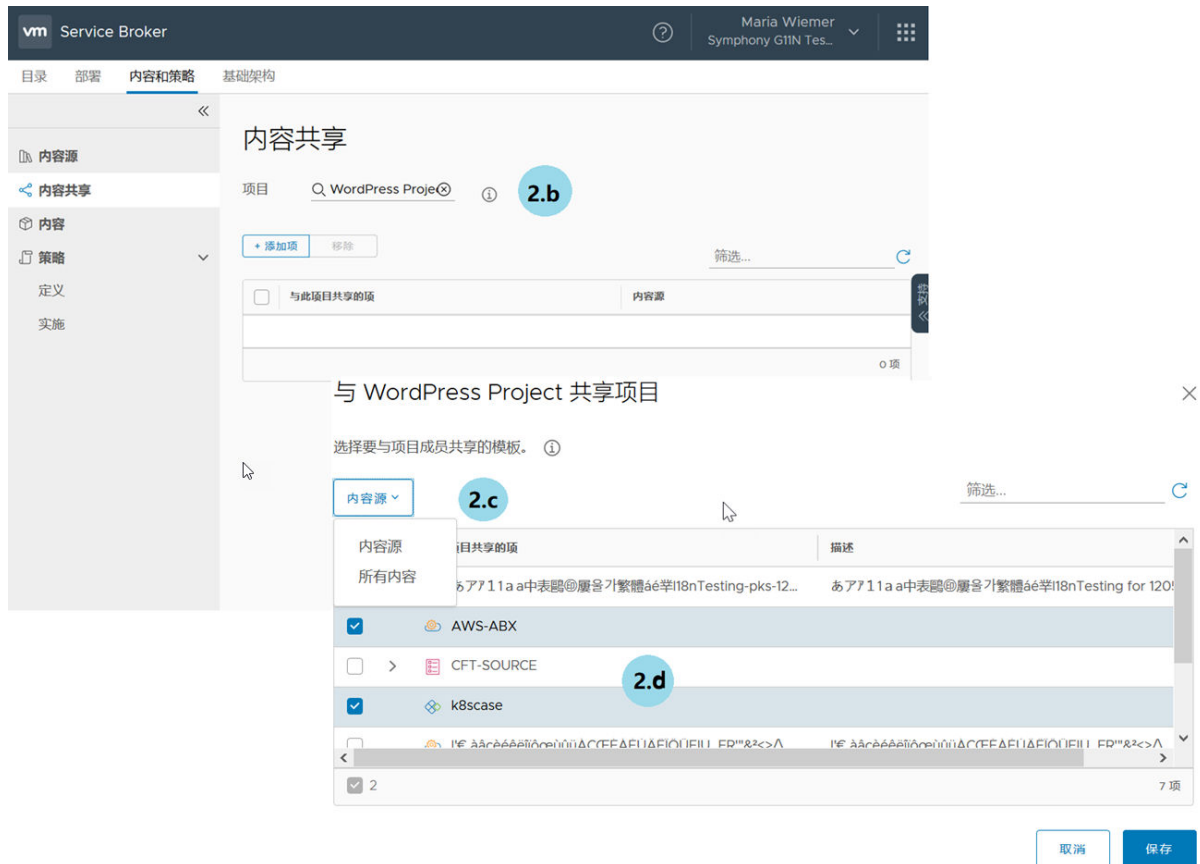 vm Service Broker
Maria Wiemer
Symphony G11N Tes...
目录 部署 内容和策略 基础架构
内容源
内容共享
内容
策略
定义
实施
内容共享
项目 WordPress Projec 2.b
+ 添加项 移除
筛选...
与此项目共享的项 内容源
支持
0 项
与 WordPress Project 共享项目
选择要与项目成员共享的模板。
内容源 2.c
筛选...
内容源
所有内容
项目共享的项 描述
AWS-ABX
CFT-SOURCE
2.d
k8scase
2
7 项
取消 保存